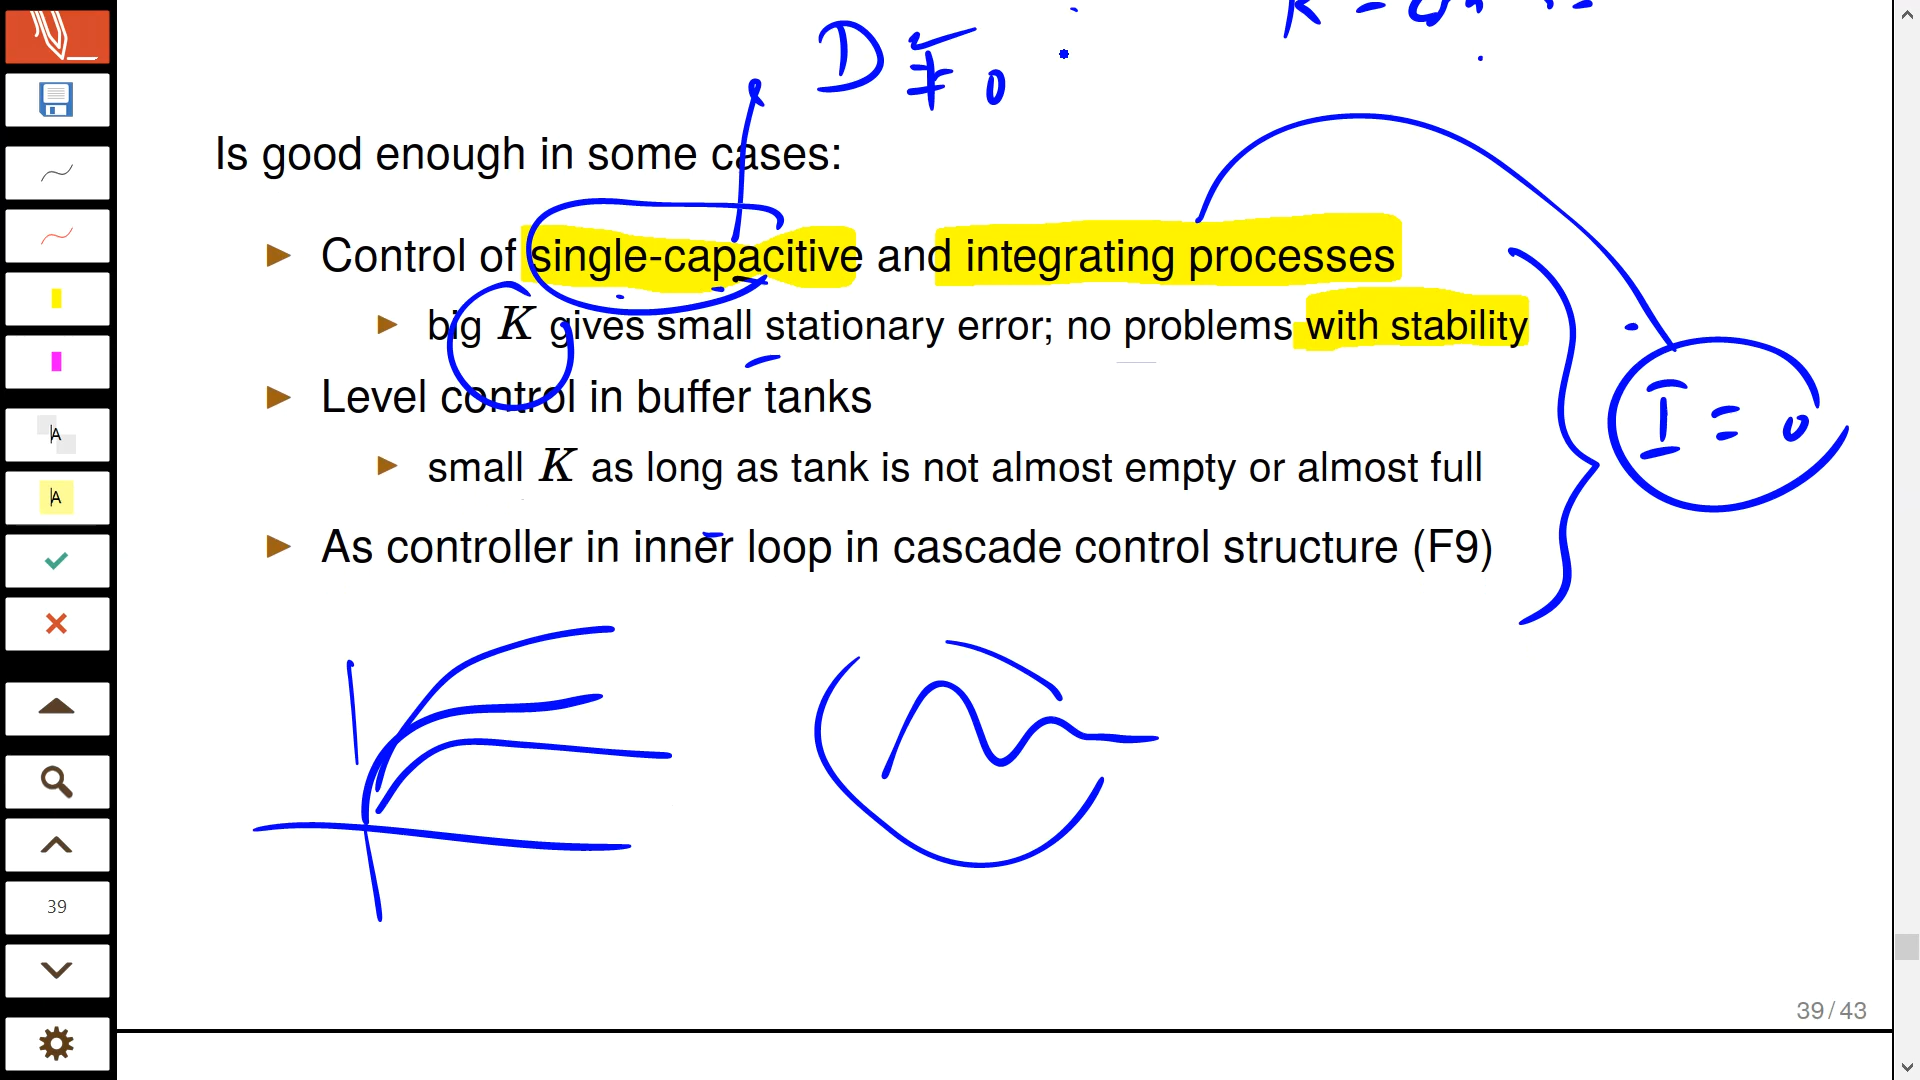 D ≠ 0
Is good enough in some cases:
Control of single-capacitive and integrating processes
big K gives small stationary error; no problems with stability
I = 0
Level control in buffer tanks
small K as long as tank is not almost empty or almost full
As controller in inner loop in cascade control structure (F9)
A
A
39
39/43